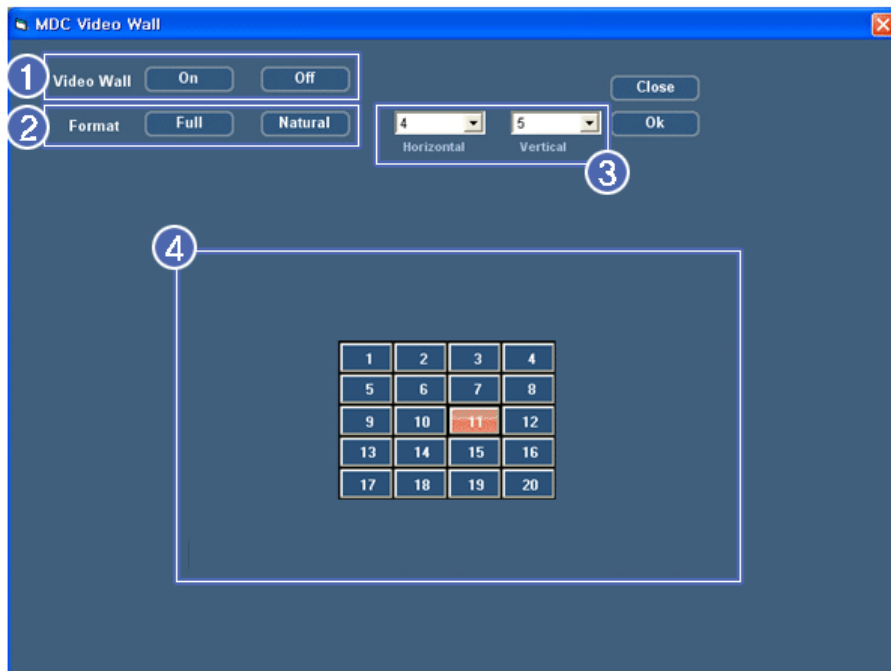 MDC Video Wall
1 Video Wall On Off
Close
2 Format Full Natural 4 5 Ok
Horizontal Vertical
3
4
1 2 3 4
5 6 7 8
9 10 11 12
13 14 15 16
17 18 19 20